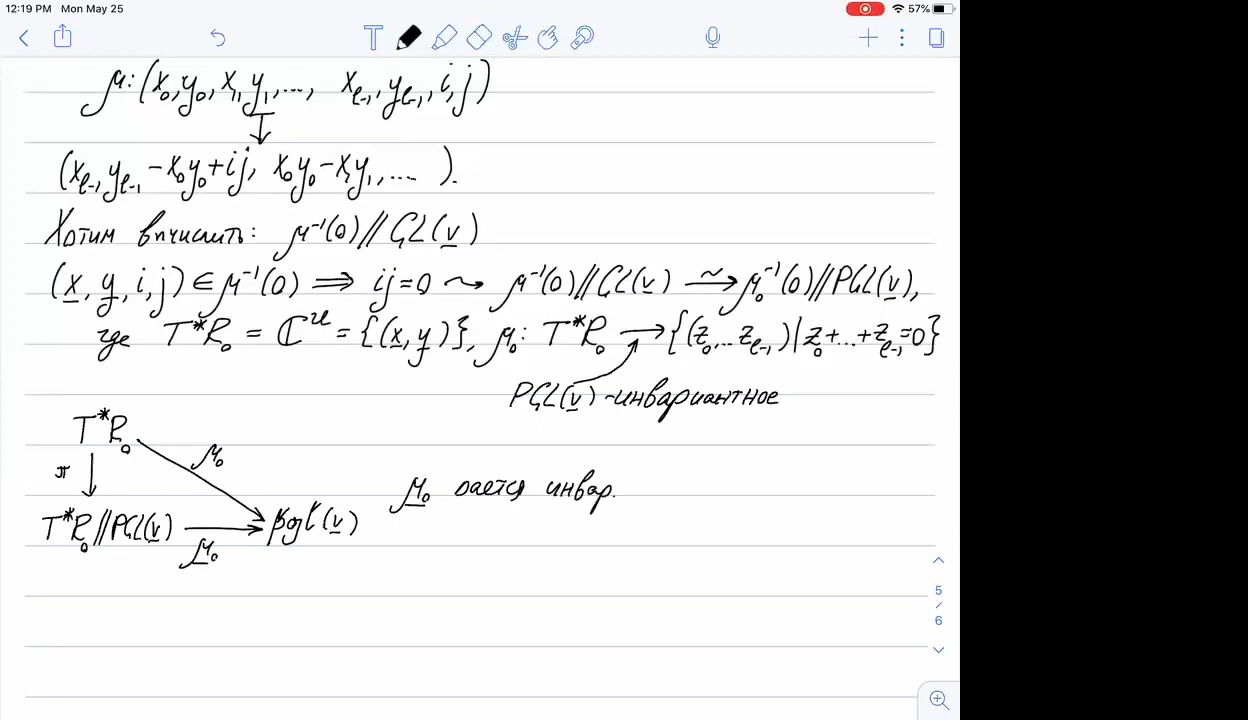 12:19 PM Mon May 25 57%
μ: (x₀, y₀, x₁, y₁, ..., x_{ℓ-1}, y_{ℓ-1}, i, j)
↓
(x_{ℓ-1} y_{ℓ-1} - x₀y₀ + ij, x₀y₀ - x₁y₁, .... ).
Хотим вычислить: μ⁻¹(0)//GL(v)
(x, y, i, j) ∈ μ⁻¹(0) ⟹ ij=0 ⇝ μ⁻¹(0)//GL(v) ⥲ μ₀⁻¹(0)//PGL(v),
где T*R₀ = ℂ^{2ℓ} = {(x, y)}, μ₀: T*R₀ → {(z₀...z_{ℓ-1}) | z₀+...+z_{ℓ-1}=0}
PGL(v)-инвариантное
T*R₀
μ₀
π
μ₀ дается инвар.
T*R₀//PGL(v) → pgl(v)
μ₀
5
/
6